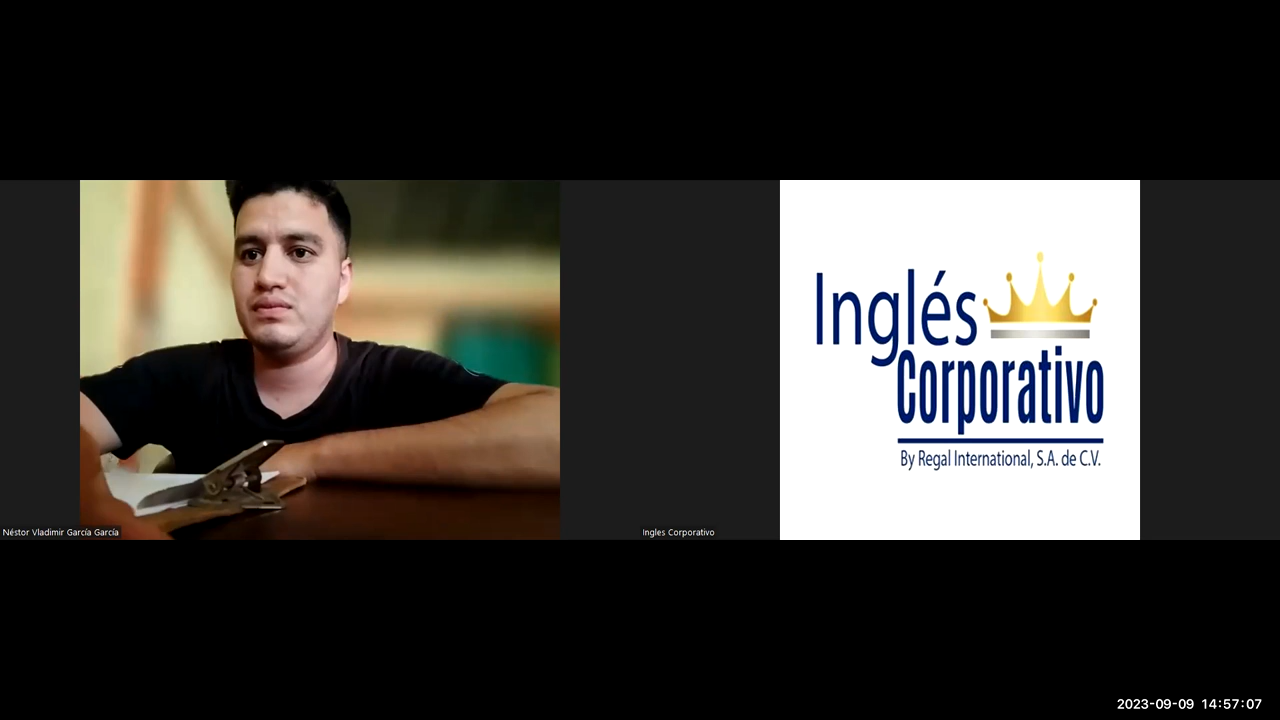 Inglés
Corporativo
By Regal International, S.A. de C.V.
Néstor Vladimir García García
Ingles Corporativo
2023-09-09 14:57:07